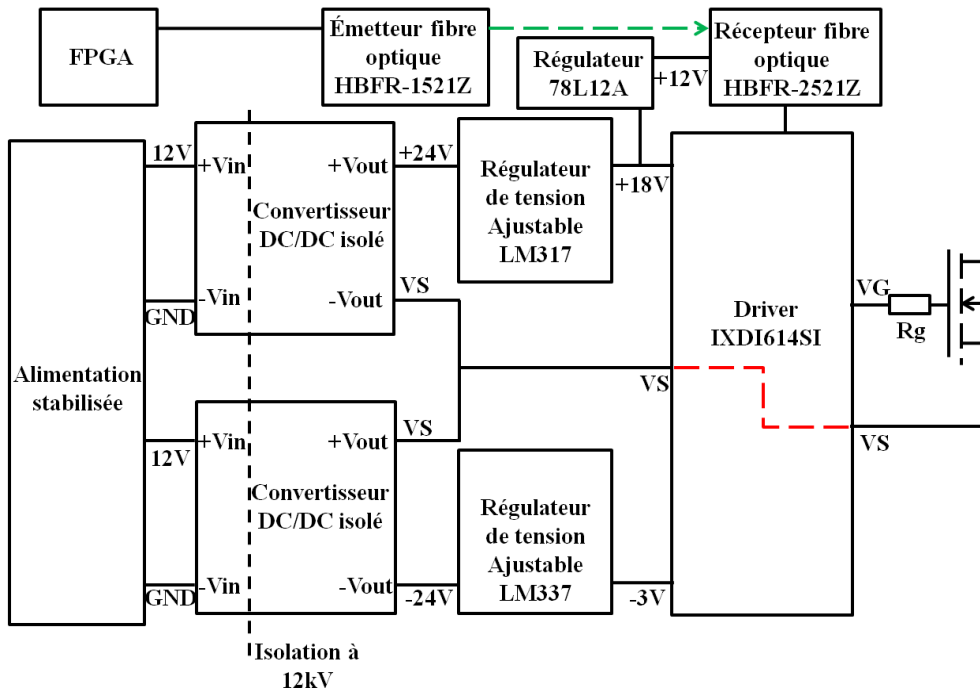 FPGA
Émetteur fibre
optique
HBFR-1521Z
Régulateur
78L12A
+12V
Récepteur fibre
optique
HBFR-2521Z
Alimentation
stabilisée
12V
GND
12V
GND
+Vin
-Vin
Convertisseur
DC/DC isolé
+Vout
-Vout
+24V
VS
Régulateur
de tension
Ajustable
LM317
+18V
+Vin
-Vin
Convertisseur
DC/DC isolé
+Vout
-Vout
VS
-24V
Régulateur
de tension
Ajustable
LM337
-3V
VS
Driver
IXDI614SI
VG
Rg
VS
Isolation à
12kV